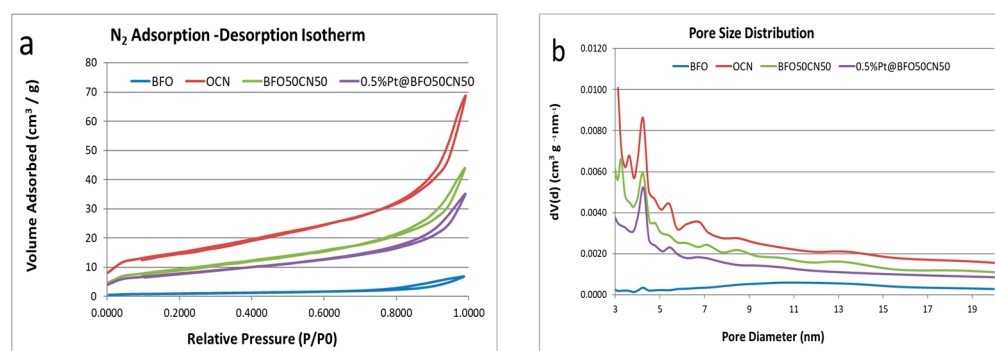 a
N₂ Adsorption -Desorption Isotherm
BFO OCN BFO50CN50 0.5%Pt@BFO50CN50
Volume Adsorbed (cm³ / g)
80
70
60
50
40
30
20
10
0
0.0000 0.2000 0.4000 0.6000 0.8000 1.0000
Relative Pressure (P/P0)
b
Pore Size Distribution
BFO OCN BFO50CN50 0.5%Pt@BFO50CN50
dV(d) (cm³ g⁻¹nm⁻¹)
0.0120
0.0100
0.0080
0.0060
0.0040
0.0020
0.0000
3 5 7 9 11 13 15 17 19
Pore Diameter (nm)